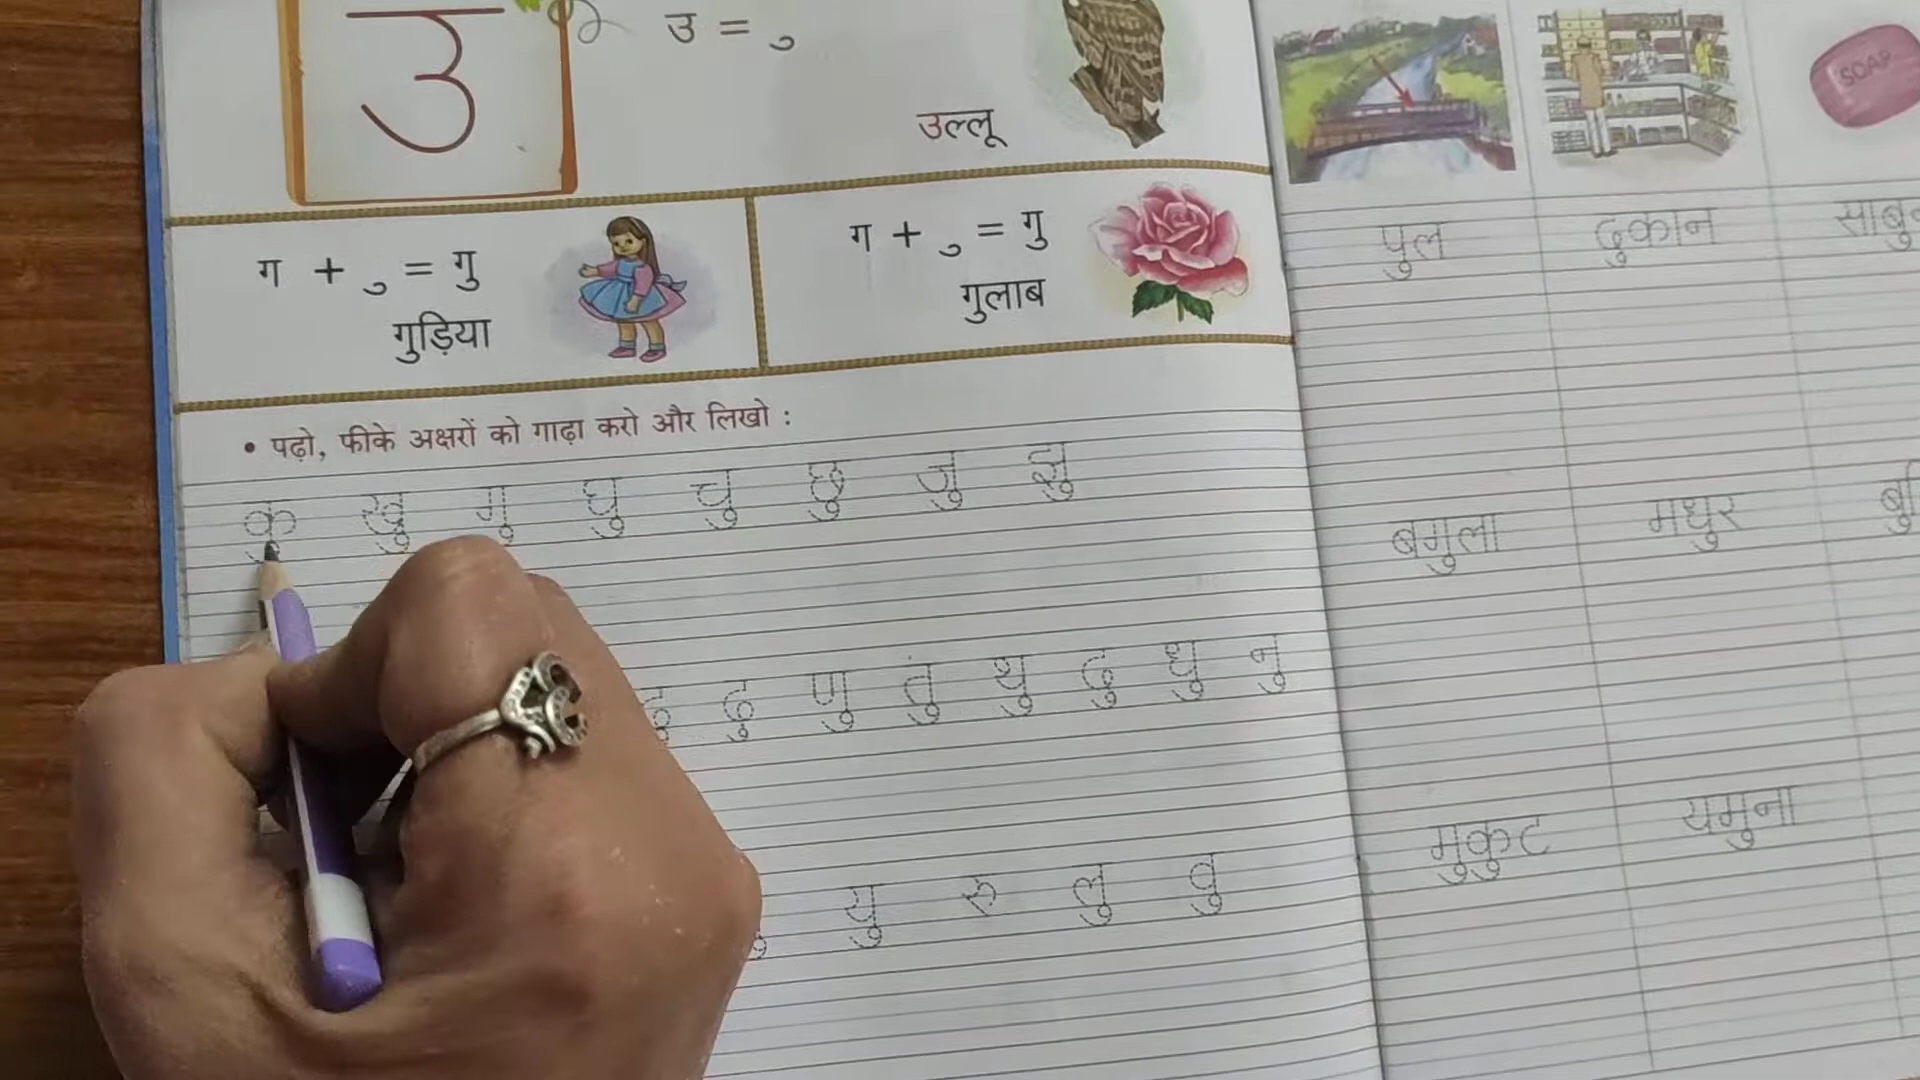 उ
उ = ु
उल्लू
ग + ु = गु
गुड़िया
ग + ु = गु
गुलाब
• पढ़ो, फीके अक्षरों को गाढ़ा करो और लिखो :
कु खु गु घु चु छु जु झु
ढु णु तु थु दु धु नु
यु रु लु वु
SOAP
पुल दुकान
बगुला मधुर
मुकुट यमुना